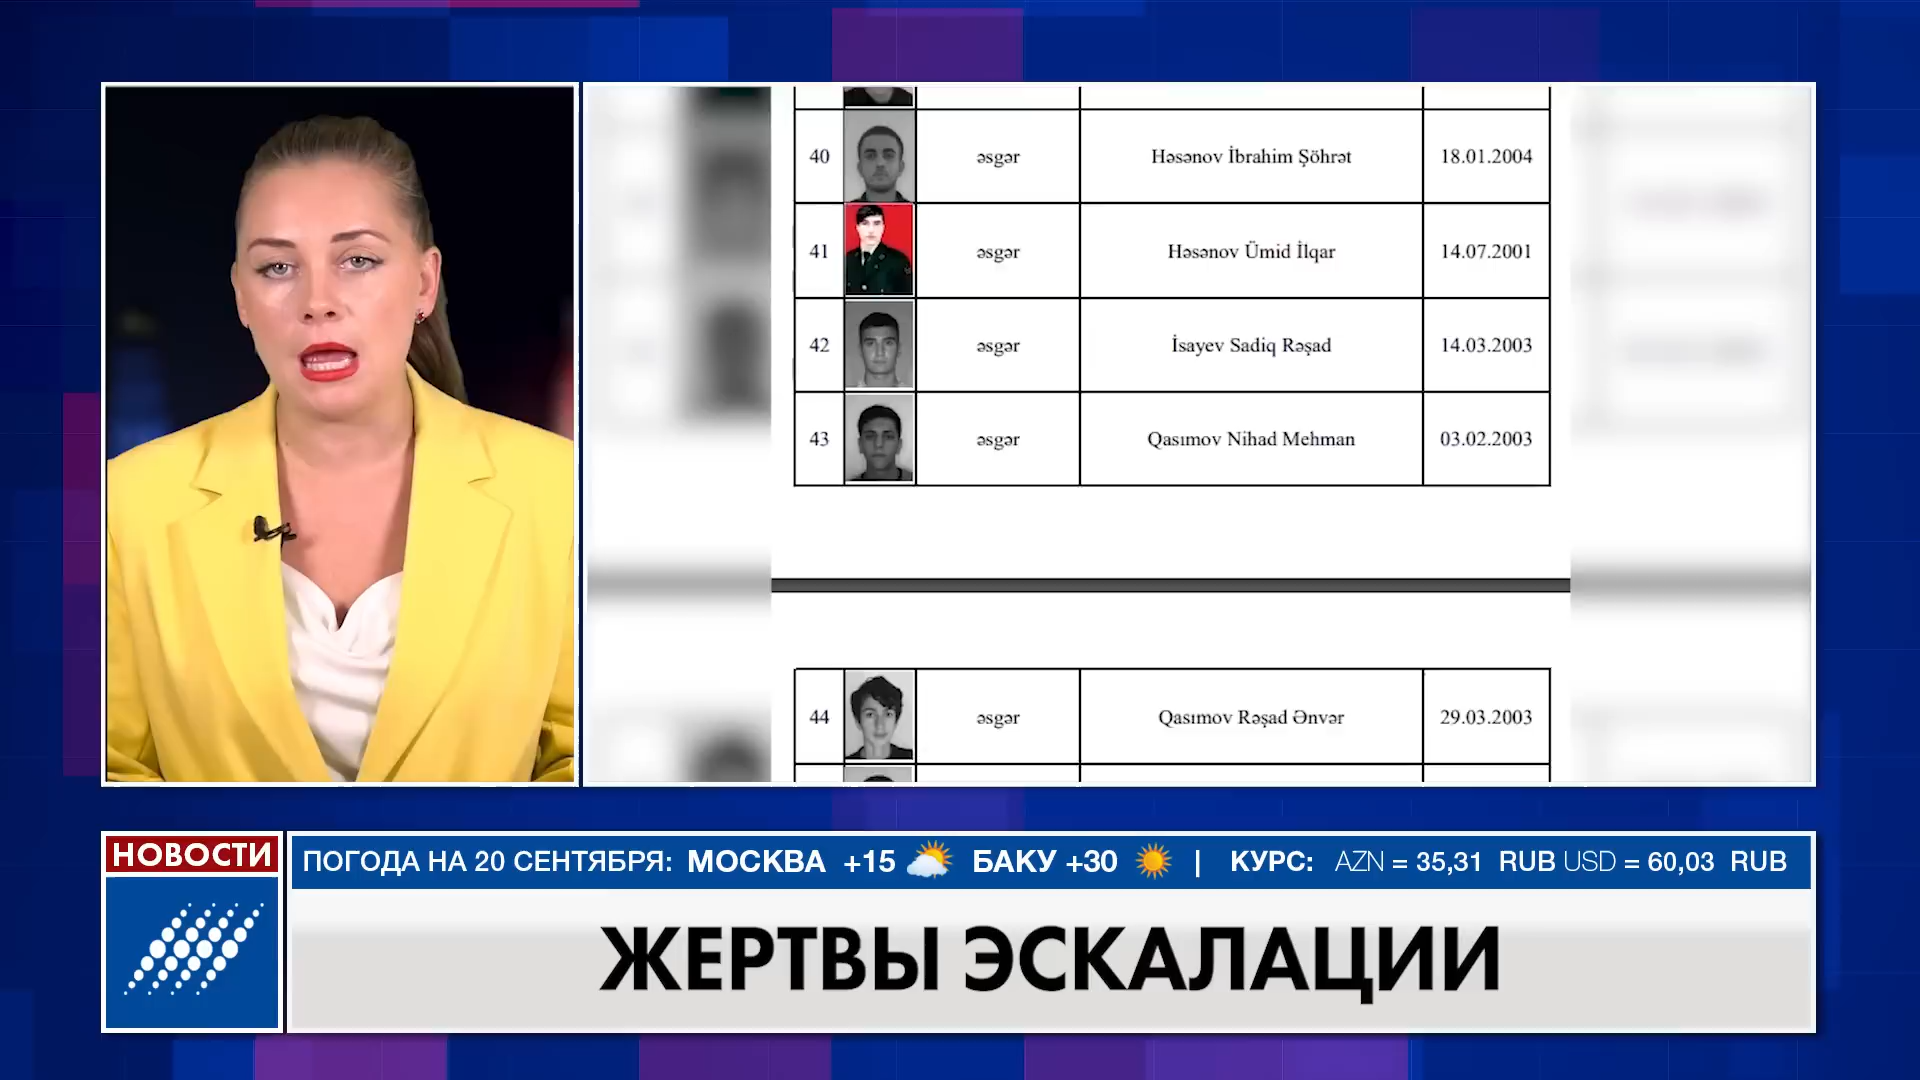 40 əsgər Həsənov İbrahim Şöhrət 18.01.2004
41 əsgər Həsənov Ümid İlqar 14.07.2001
42 əsgər İsayev Sadiq Rəşad 14.03.2003
43 əsgər Qasımov Nihad Mehman 03.02.2003
44 əsgər Qasımov Rəşad Ənvər 29.03.2003
НОВОСТИ
ПОГОДА НА 20 СЕНТЯБРЯ: МОСКВА +15 БАКУ +30 | КУРС: AZN = 35,31 RUB USD = 60,03 RUB
ЖЕРТВЫ ЭСКАЛАЦИИ